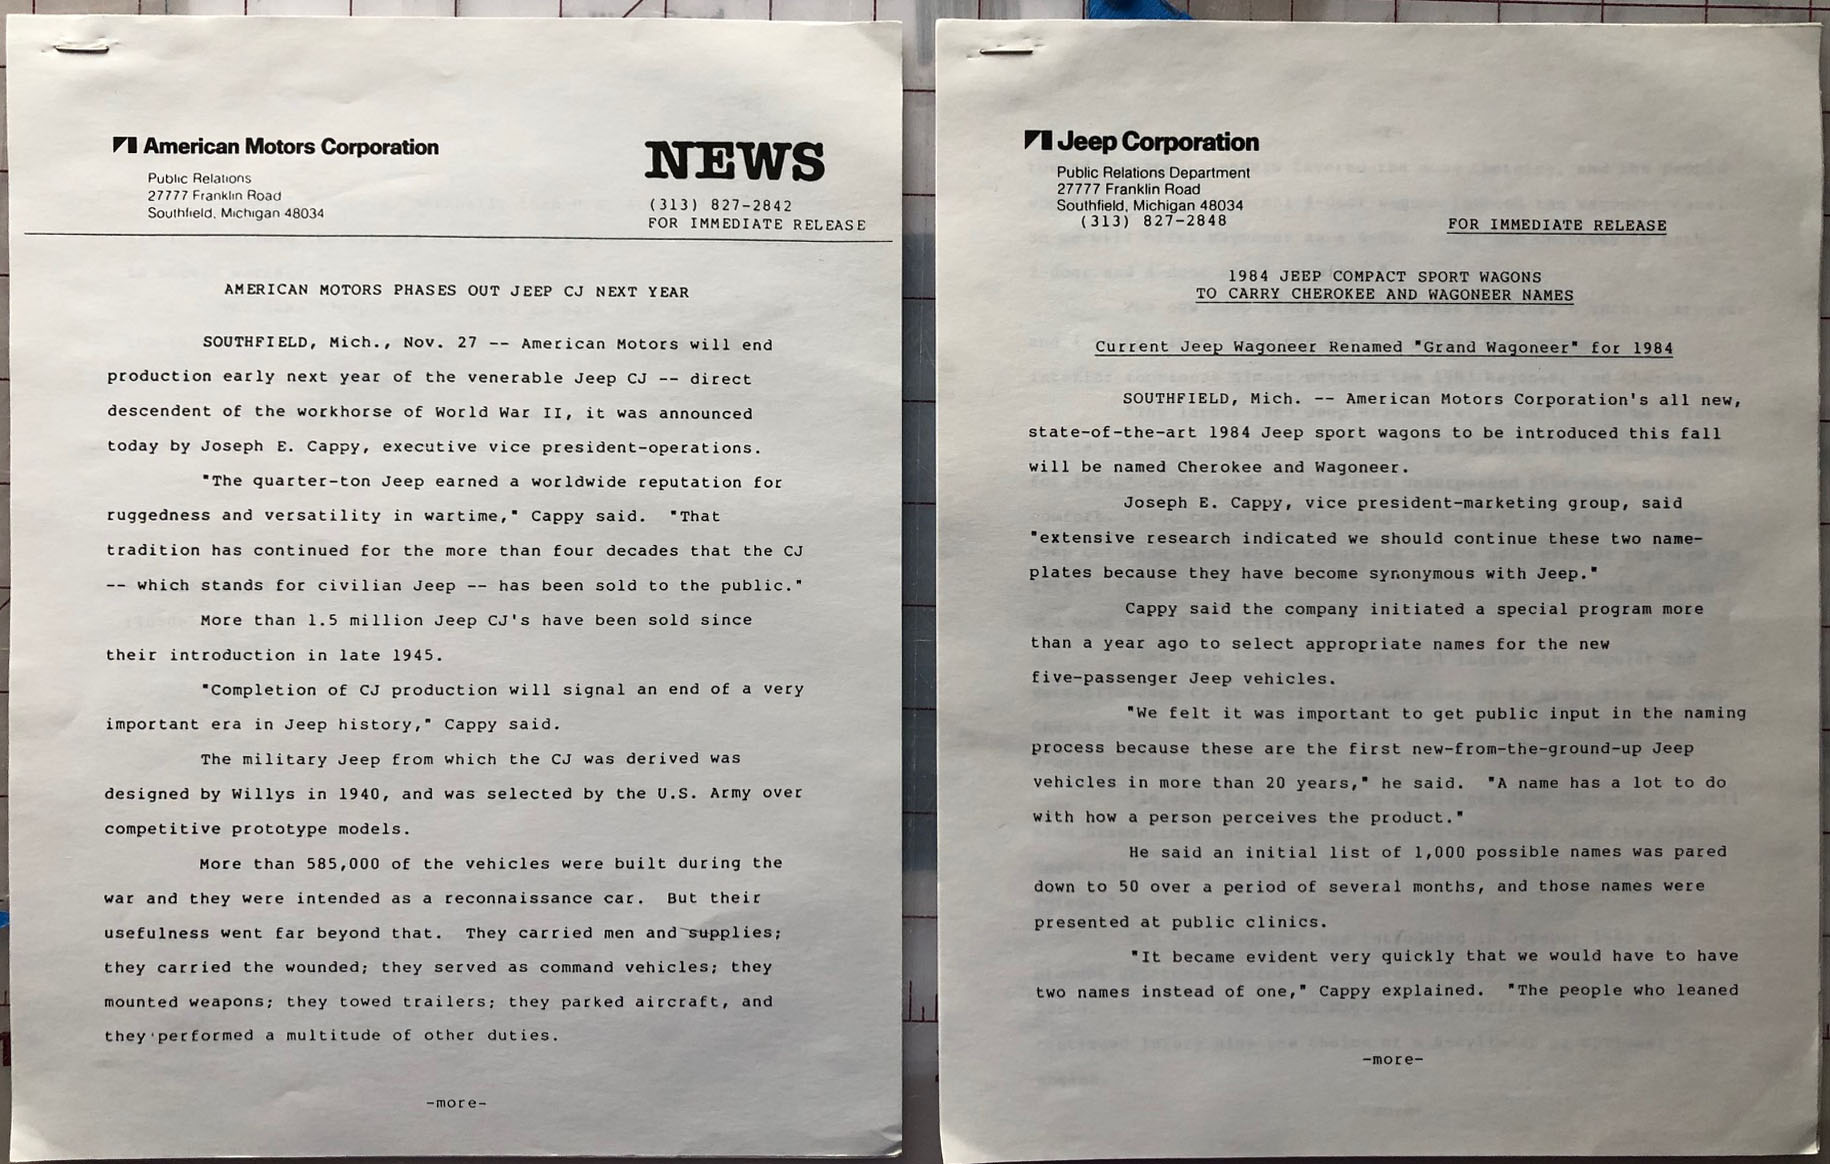 American Motors Corporation
Public Relations
27777 Franklin Road
Southfield, Michigan 48034
NEWS
(313) 827-2842
FOR IMMEDIATE RELEASE
AMERICAN MOTORS PHASES OUT JEEP CJ NEXT YEAR
SOUTHFIELD, Mich., Nov. 27 -- American Motors will end
production early next year of the venerable Jeep CJ -- direct
descendent of the workhorse of World War II, it was announced
today by Joseph E. Cappy, executive vice president-operations.
"The quarter-ton Jeep earned a worldwide reputation for
ruggedness and versatility in wartime," Cappy said. "That
tradition has continued for the more than four decades that the CJ
-- which stands for civilian Jeep -- has been sold to the public."
More than 1.5 million Jeep CJ's have been sold since
their introduction in late 1945.
"Completion of CJ production will signal an end of a very
important era in Jeep history," Cappy said.
The military Jeep from which the CJ was derived was
designed by Willys in 1940, and was selected by the U.S. Army over
competitive prototype models.
More than 585,000 of the vehicles were built during the
war and they were intended as a reconnaissance car. But their
usefulness went far beyond that. They carried men and supplies;
they carried the wounded; they served as command vehicles; they
mounted weapons; they towed trailers; they parked aircraft, and
they performed a multitude of other duties.
-more-
Jeep Corporation
Public Relations Department
27777 Franklin Road
Southfield, Michigan 48034
(313) 827-2848
FOR IMMEDIATE RELEASE
1984 JEEP COMPACT SPORT WAGONS
TO CARRY CHEROKEE AND WAGONEER NAMES
Current Jeep Wagoneer Renamed "Grand Wagoneer" for 1984
SOUTHFIELD, Mich. -- American Motors Corporation's all new,
state-of-the-art 1984 Jeep sport wagons to be introduced this fall
will be named Cherokee and Wagoneer.
Joseph E. Cappy, vice president-marketing group, said
"extensive research indicated we should continue these two name-
plates because they have become synonymous with Jeep."
Cappy said the company initiated a special program more
than a year ago to select appropriate names for the new
five-passenger Jeep vehicles.
"We felt it was important to get public input in the naming
process because these are the first new-from-the-ground-up Jeep
vehicles in more than 20 years," he said. "A name has a lot to do
with how a person perceives the product."
He said an initial list of 1,000 possible names was pared
down to 50 over a period of several months, and those names were
presented at public clinics.
"It became evident very quickly that we would have to have
two names instead of one," Cappy explained. "The people who leaned
-more-